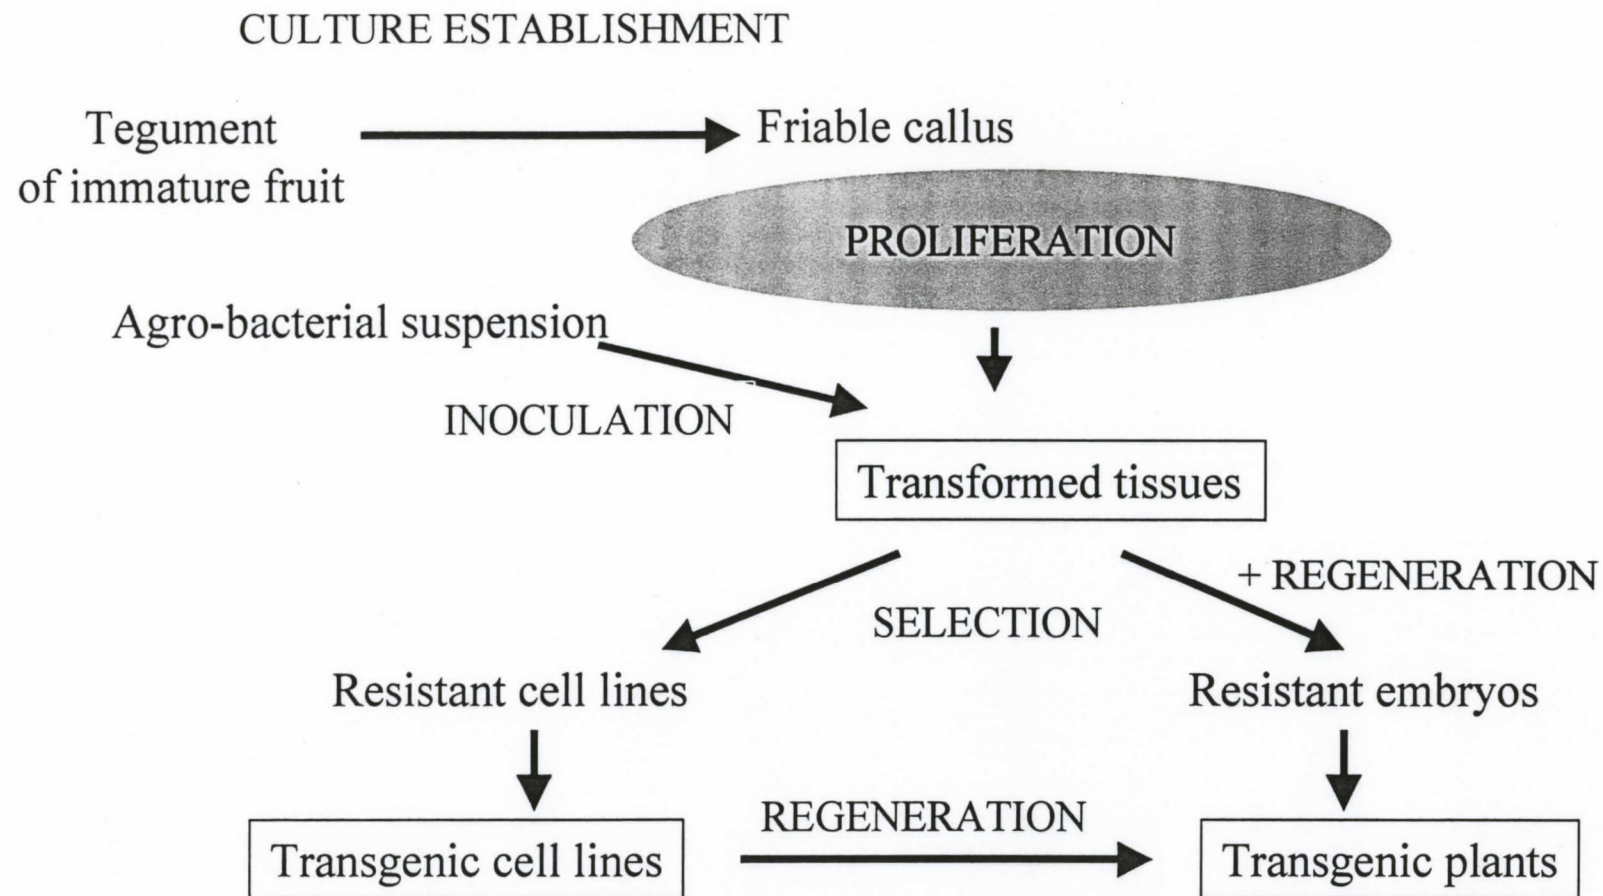 CULTURE ESTABLISHMENT
Tegument
of immature fruit
Friable callus
PROLIFERATION
Agro-bacterial suspension
INOCULATION
Transformed tissues
+ REGENERATION
SELECTION
Resistant cell lines
Resistant embryos
REGENERATION
Transgenic cell lines
Transgenic plants